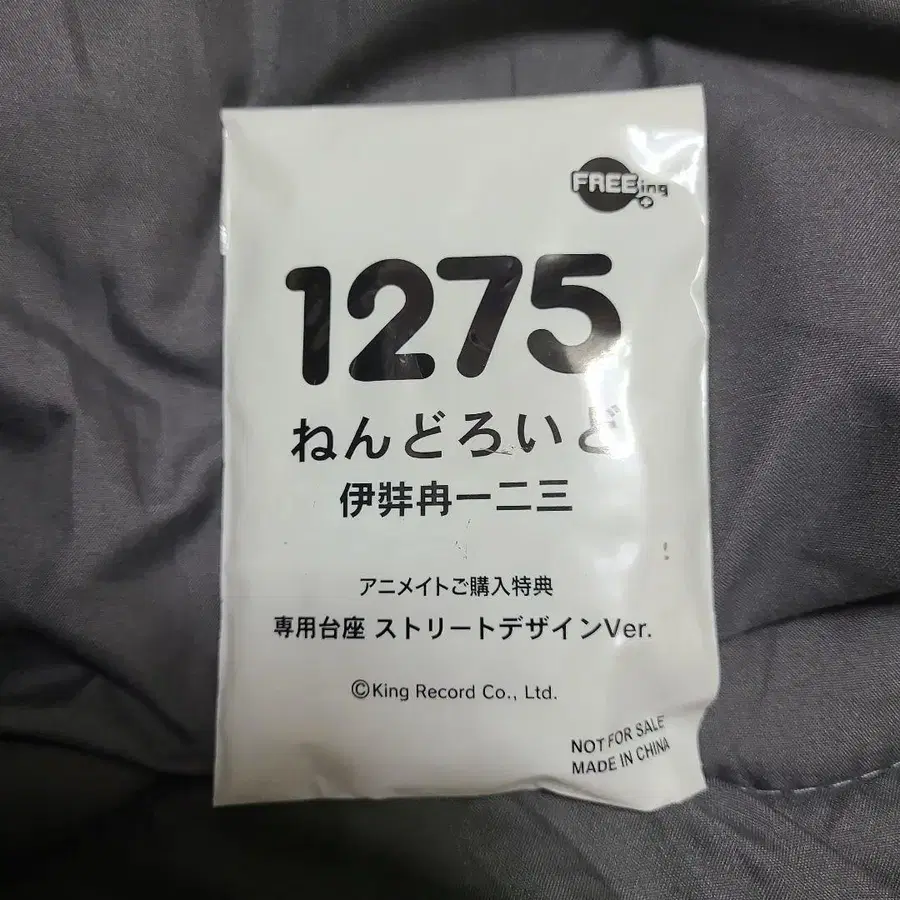 FREEing
1275
ねんどろいど
伊弉冉一二三
アニメイトご購入特典
専用台座 ストリートデザインVer.
©King Record Co., Ltd.
NOT FOR SALE
MADE IN CHINA